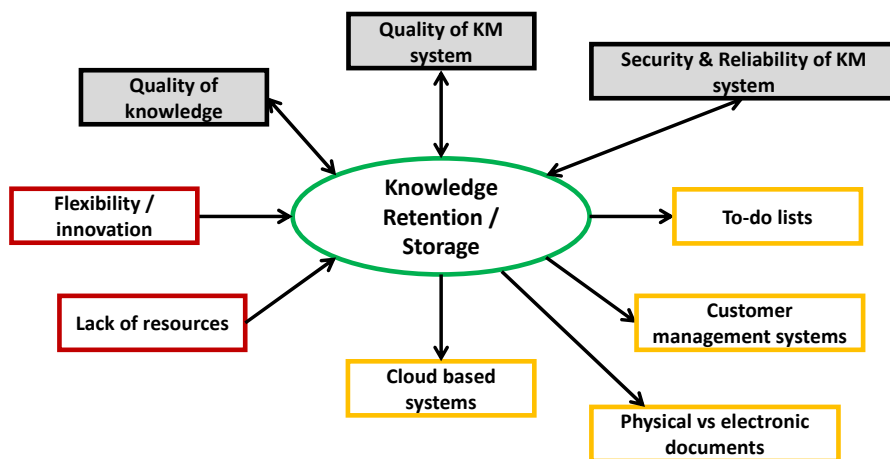 Quality of KM
system
Security & Reliability of KM
system
Quality of
knowledge
Flexibility /
innovation
Knowledge
Retention /
Storage
To-do lists
Lack of resources
Customer
management systems
Cloud based
systems
Physical vs electronic
documents